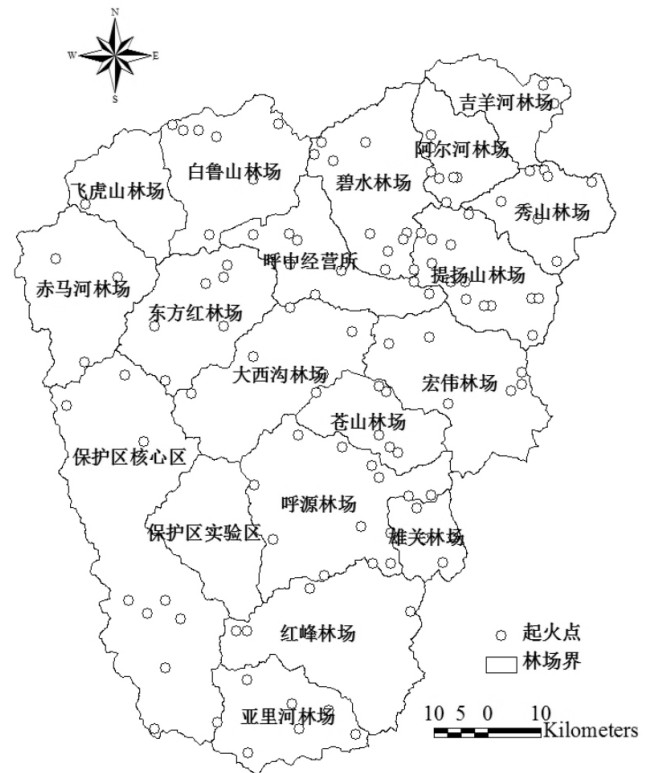 N
W E
S
吉羊河林场
阿尔河林场
白鲁山林场
碧水林场
飞虎山林场
秀山林场
呼中经营所
提扬山林场
赤马河林场
东方红林场
大西沟林场
宏伟林场
苍山林场
保护区核心区
呼源林场
保护区实验区
雄关林场
红峰林场
起火点
林场界
亚里河林场
10 5 0 10
Kilometers